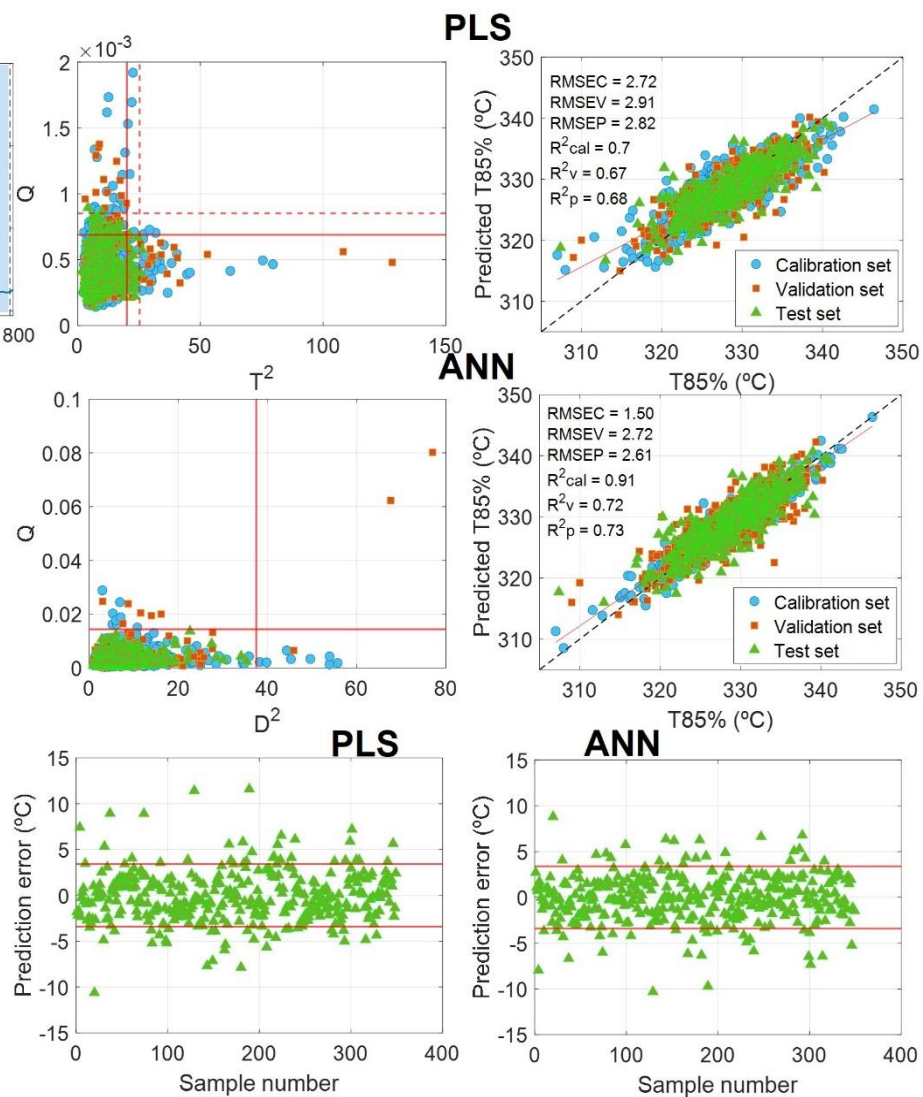 PLS
×10⁻³
2
1.5
1
0.5
0
Q
0
50
100
150
T²
800
350
340
330
320
310
Predicted T85% (ºC)
RMSEC = 2.72
RMSEV = 2.91
RMSEP = 2.82
R²cal = 0.7
R²v = 0.67
R²p = 0.68
Calibration set
Validation set
Test set
310
320
330
340
350
T85% (ºC)
ANN
0.1
0.08
0.06
0.04
0.02
0
Q
0
20
40
60
80
D²
350
340
330
320
310
Predicted T85% (ºC)
RMSEC = 1.50
RMSEV = 2.72
RMSEP = 2.61
R²cal = 0.91
R²v = 0.72
R²p = 0.73
Calibration set
Validation set
Test set
310
320
330
340
350
T85% (ºC)
PLS
15
10
5
0
-5
-10
-15
Prediction error (ºC)
0
100
200
300
400
Sample number
ANN
15
10
5
0
-5
-10
-15
Prediction error (ºC)
0
100
200
300
400
Sample number